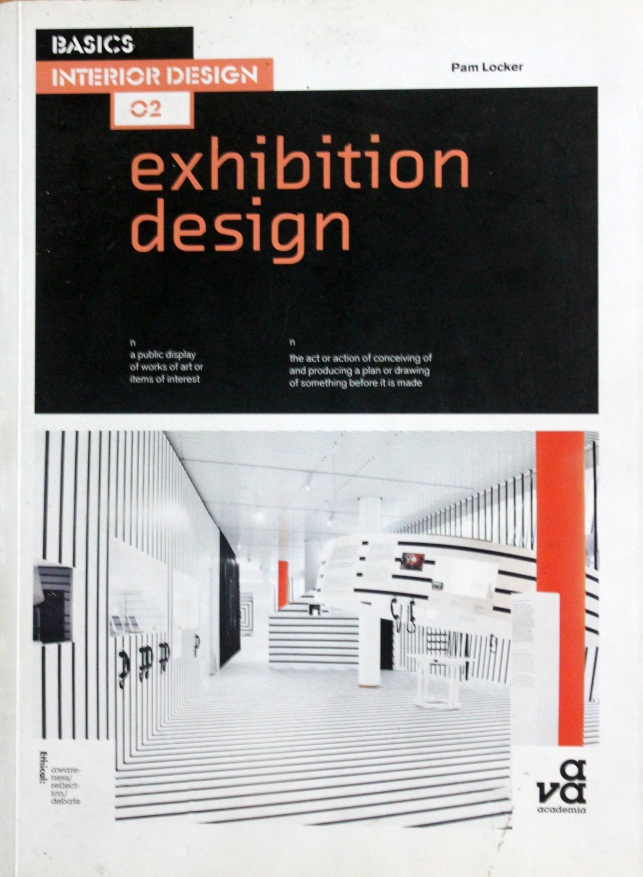 BASICS
INTERIOR DESIGN
02
Pam Locker
exhibition
design
n
a public display
of works of art or
items of interest
n
the act or action of conceiving of
and producing a plan or drawing
of something before it is made
Ethical:
aware-
ness/
reflect-
ion/
debate
ava
academia